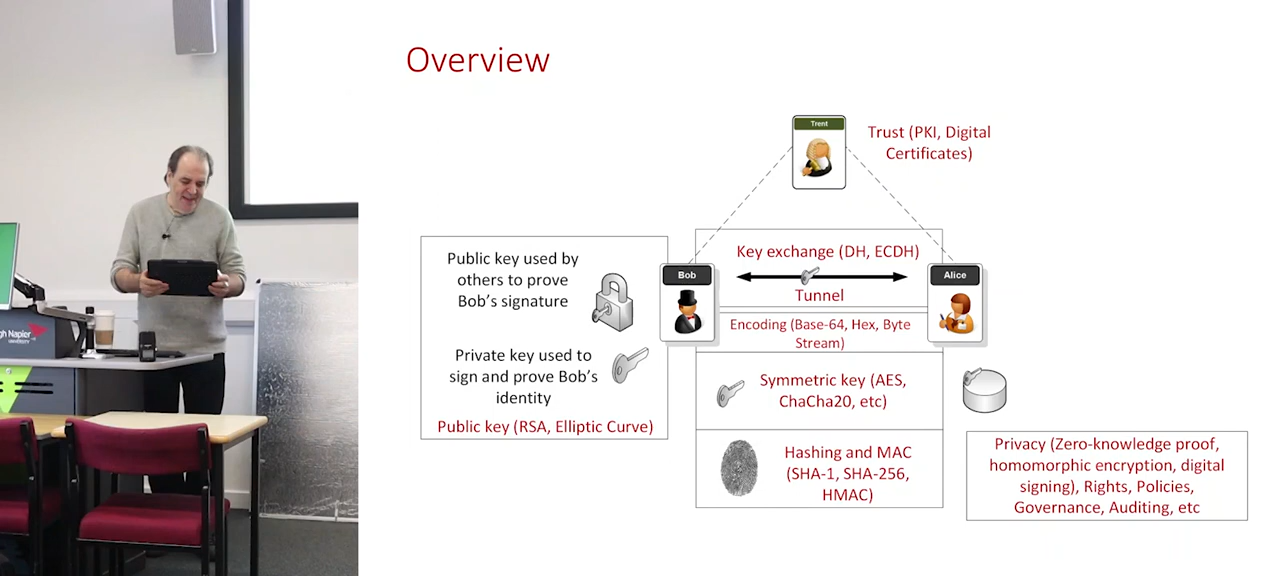 Overview
Trent
Trust (PKI, Digital
Certificates)
Public key used by
others to prove
Bob's signature
Private key used to
sign and prove Bob's
identity
Public key (RSA, Elliptic Curve)
Bob
Key exchange (DH, ECDH)
Tunnel
Alice
Encoding (Base-64, Hex, Byte
Stream)
Symmetric key (AES,
ChaCha20, etc)
Hashing and MAC
(SHA-1, SHA-256,
HMAC)
Privacy (Zero-knowledge proof,
homomorphic encryption, digital
signing), Rights, Policies,
Governance, Auditing, etc
gh Napier
UNIVERSITY